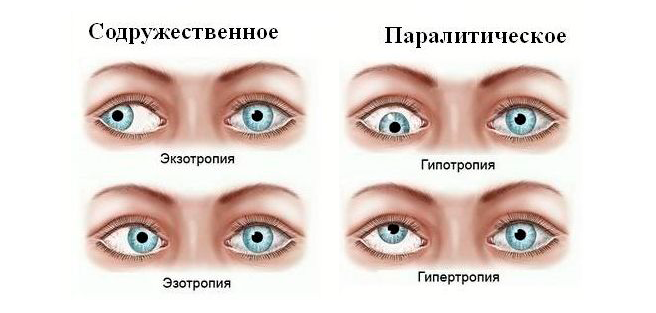 Содружественное
Паралитическое
Экзотропия
Гипотропия
Эзотропия
Гипертропия